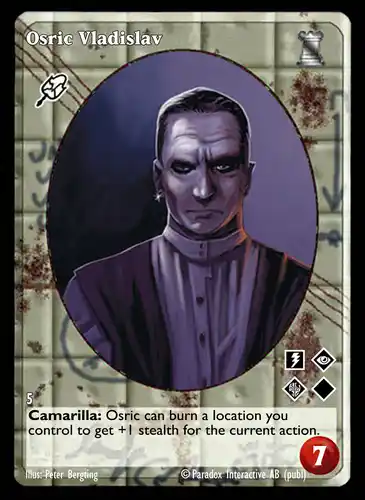 Osric Vladislav
5
Camarilla: Osric can burn a location you
control to get +1 stealth for the current action.
7
Illus: Peter Bergting
© Paradox Interactive AB (publ)